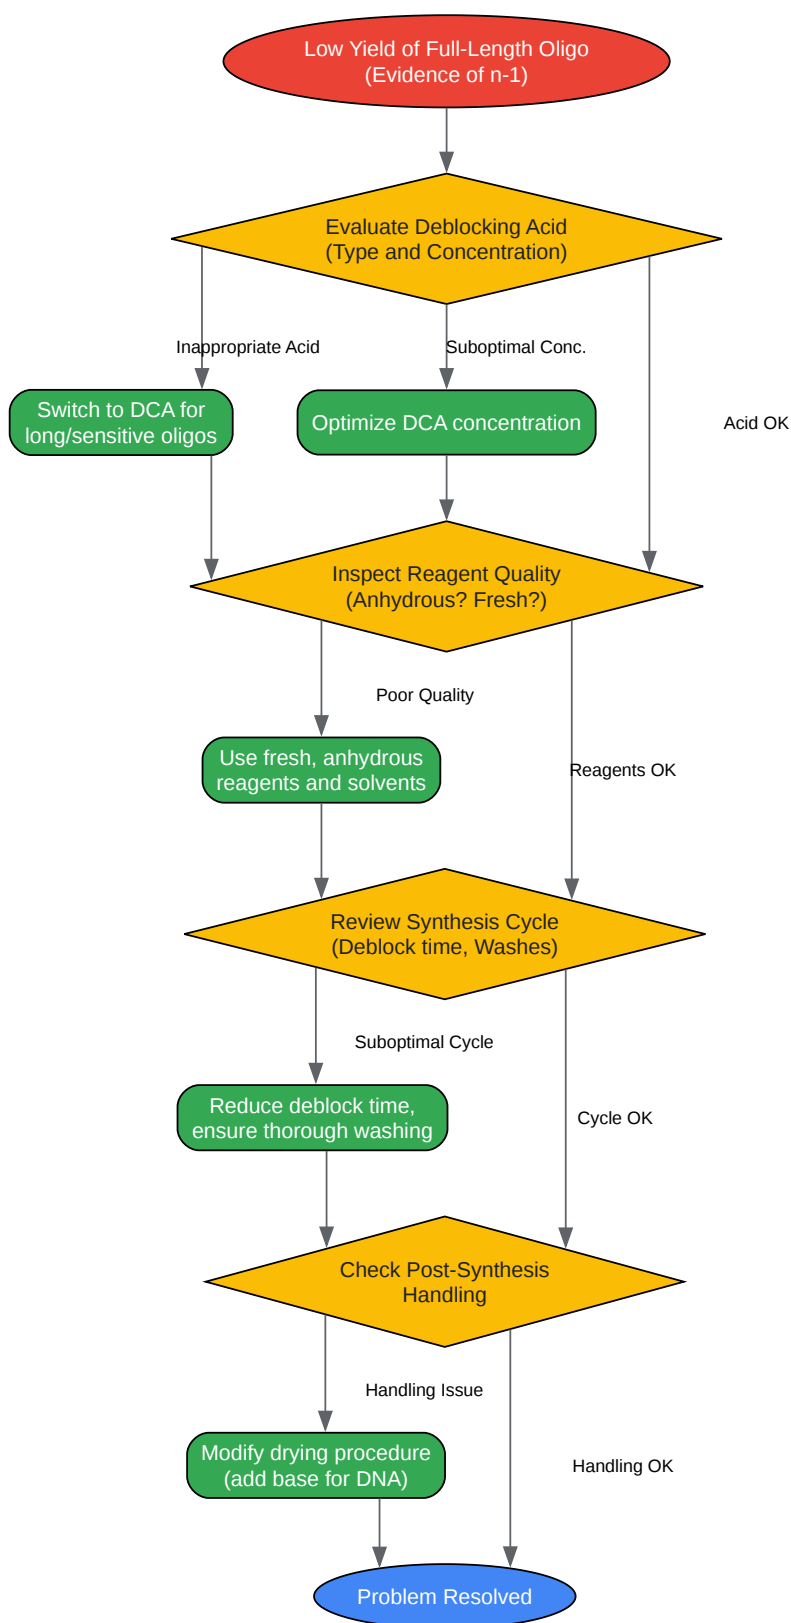 Low Yield of Full-Length Oligo
(Evidence of n-1)
Evaluate Deblocking Acid
(Type and Concentration)
Inappropriate Acid
Suboptimal Conc.
Switch to DCA for
long/sensitive oligos
Optimize DCA concentration
Acid OK
Inspect Reagent Quality
(Anhydrous? Fresh?)
Poor Quality
Use fresh, anhydrous
reagents and solvents
Reagents OK
Review Synthesis Cycle
(Deblock time, Washes)
Suboptimal Cycle
Reduce deblock time,
ensure thorough washing
Cycle OK
Check Post-Synthesis
Handling
Handling Issue
Modify drying procedure
(add base for DNA)
Handling OK
Problem Resolved